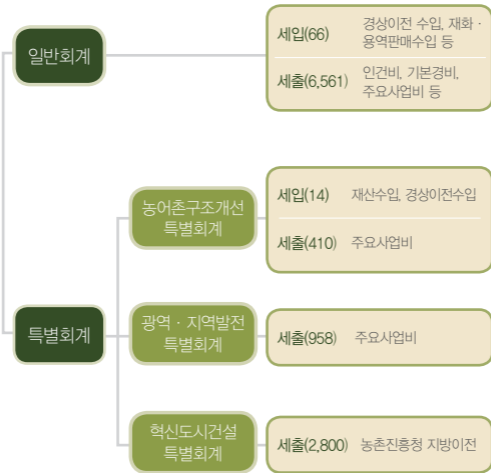 일반회계
세입(66) 경상이전 수입, 재화 ·
용역판매수입 등
세출(6,561) 인건비, 기본경비,
주요사업비 등
특별회계
농어촌구조개선
특별회계
세입(14) 재산수입, 경상이전수입
세출(410) 주요사업비
광역 · 지역발전
특별회계
세출(958) 주요사업비
혁신도시건설
특별회계
세출(2,800) 농촌진흥청 지방이전